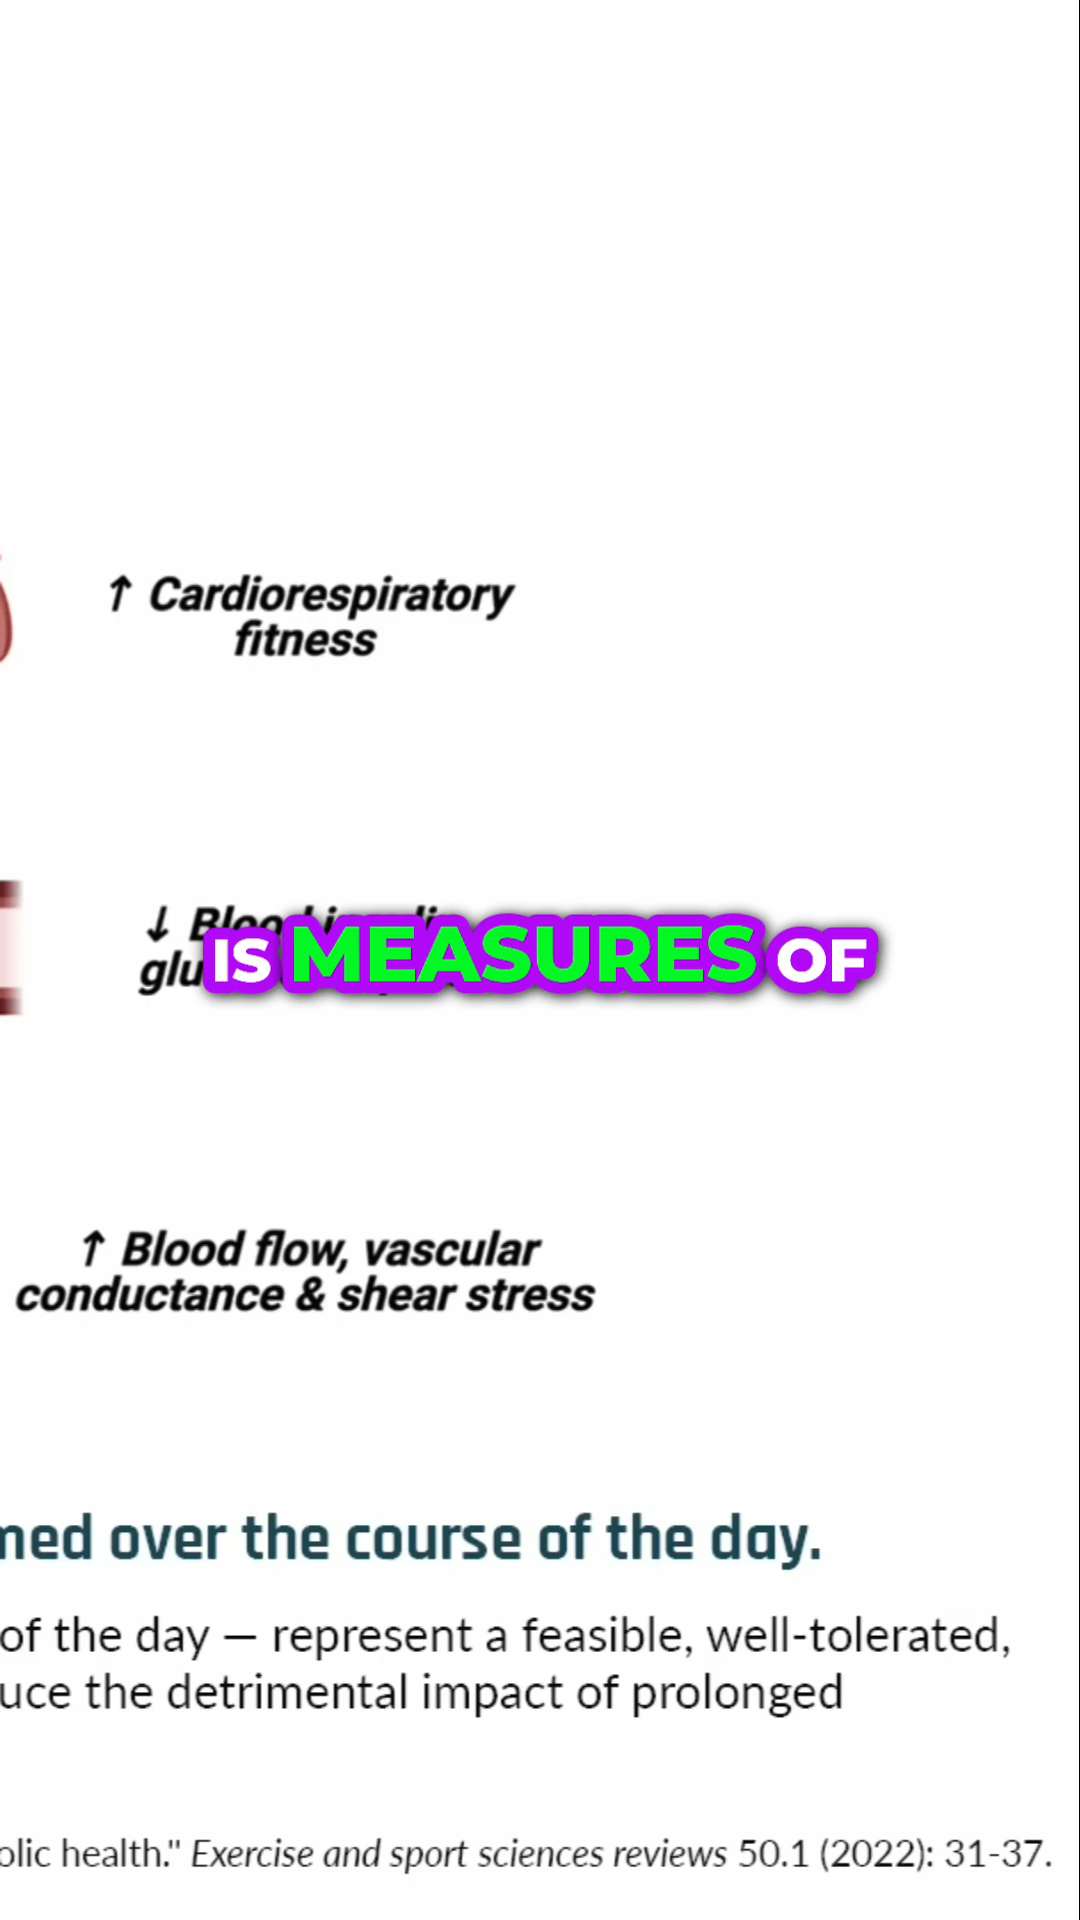 ↑ Cardiorespiratory
fitness
↓
IS MEASURES OF
↑ Blood flow, vascular
conductance & shear stress
med over the course of the day.
of the day — represent a feasible, well-tolerated,
uce the detrimental impact of prolonged
olic health." Exercise and sport sciences reviews 50.1 (2022): 31-37.